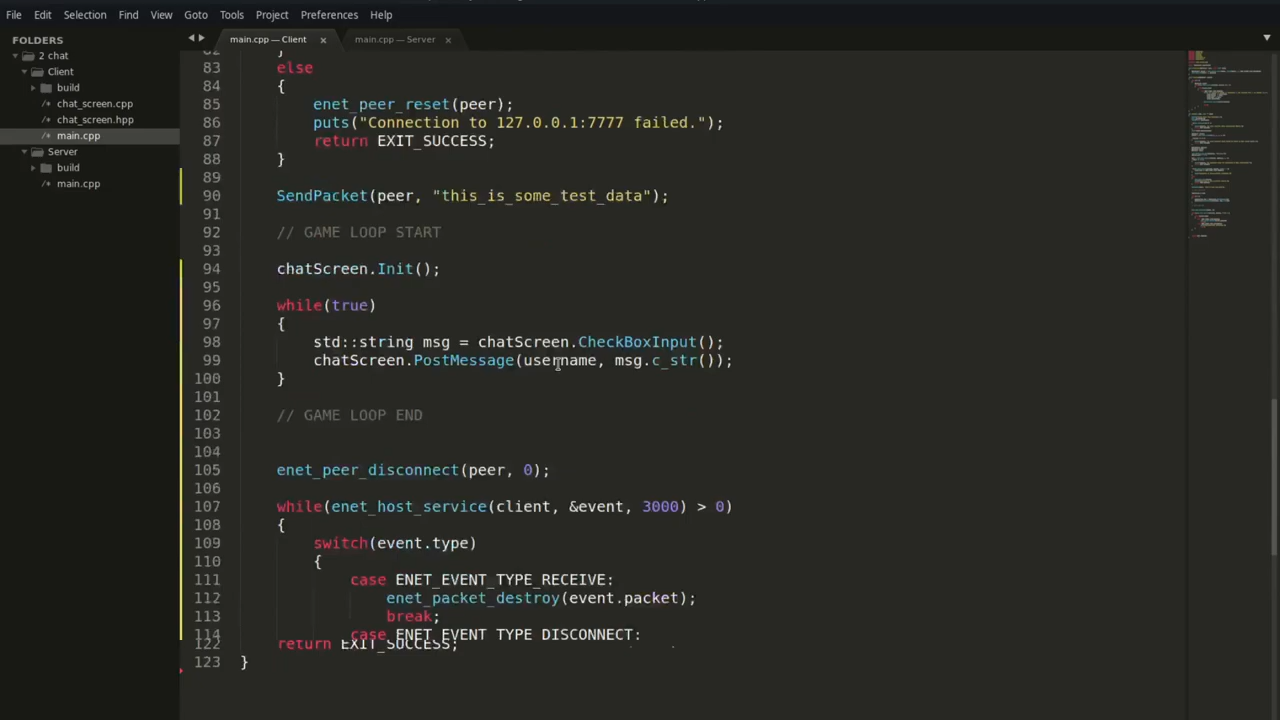 File Edit Selection Find View Goto Tools Project Preferences Help
FOLDERS
2 chat
Client
build
chat_screen.cpp
chat_screen.hpp
main.cpp
Server
build
main.cpp
main.cpp — Client
main.cpp — Server
83 else
84 {
85 enet_peer_reset(peer);
86 puts("Connection to 127.0.0.1:7777 failed.");
87 return EXIT_SUCCESS;
88 }
89
90 SendPacket(peer, "this_is_some_test_data");
91
92 // GAME LOOP START
93
94 chatScreen.Init();
95
96 while(true)
97 {
98 std::string msg = chatScreen.CheckBoxInput();
99 chatScreen.PostMessage(username, msg.c_str());
100 }
101
102 // GAME LOOP END
103
104
105 enet_peer_disconnect(peer, 0);
106
107 while(enet_host_service(client, &event, 3000) > 0)
108 {
109 switch(event.type)
110 {
111 case ENET_EVENT_TYPE_RECEIVE:
112 enet_packet_destroy(event.packet);
113 break;
114 case ENET_EVENT_TYPE_DISCONNECT:
122 return EXIT_SUCCESS;
123 }